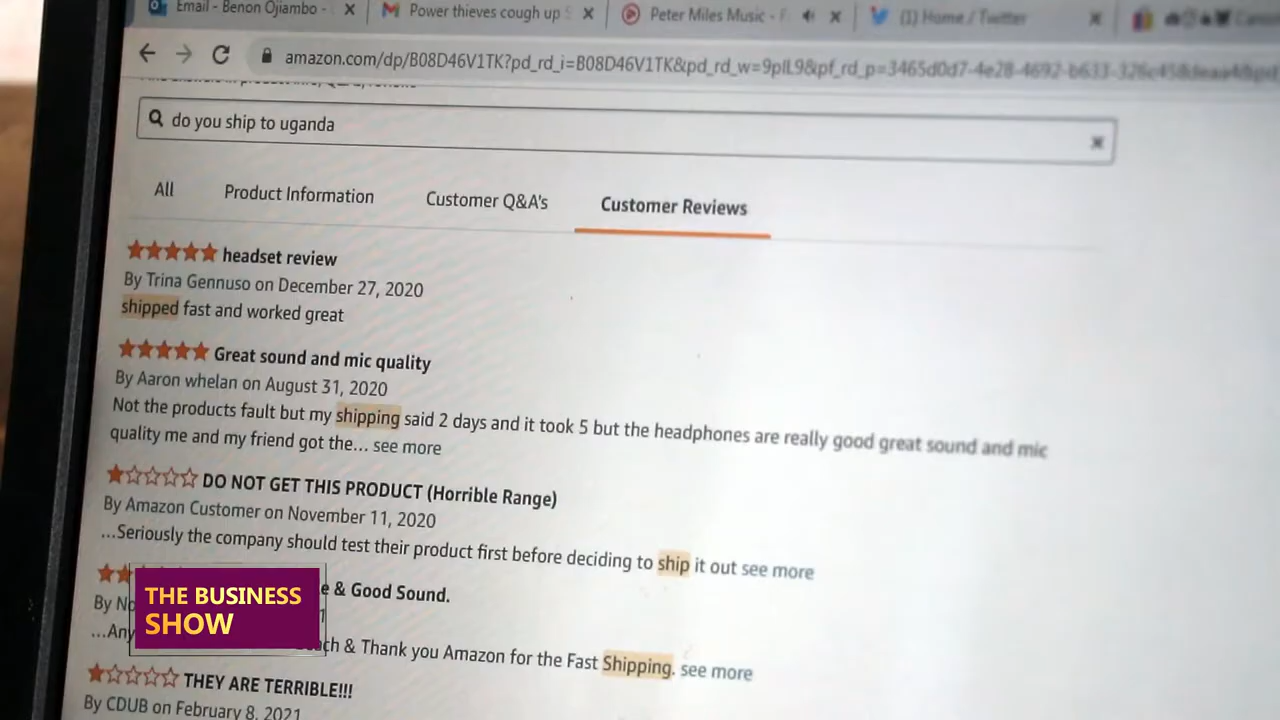 Email - Benon Ojiambo -
Power thieves cough up
Peter Miles Music -
(1) Home / Twitter
amazon.com/dp/B08D46V1TK?pd_rd_i=B08D46V1TK&pd_rd_w=9pIL9&pf_rd_p=3465d0d7-4e28-4692-b633-
do you ship to uganda
All Product Information Customer Q&A's Customer Reviews
headset review
By Trina Gennuso on December 27, 2020
shipped fast and worked great
Great sound and mic quality
By Aaron whelan on August 31, 2020
Not the products fault but my shipping said 2 days and it took 5 but the headphones are really good great sound and mic
quality me and my friend got the... see more
DO NOT GET THIS PRODUCT (Horrible Range)
By Amazon Customer on November 11, 2020
...Seriously the company should test their product first before deciding to ship it out see more
& Good Sound.
By
& Thank you Amazon for the Fast Shipping. see more
THEY ARE TERRIBLE!!!
By CDUB on February 8, 2021
THE BUSINESS
SHOW